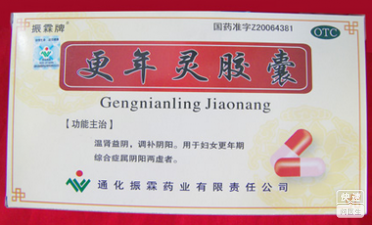 振霖牌
国药准字Z20064381
OTC
更年灵胶囊
Gengnianling Jiaonang
【功能主治】
温肾益阴，调补阴阳。用于妇女更年期
综合症属阴阳两虚者。
通化振霖药业有限责任公司
快速